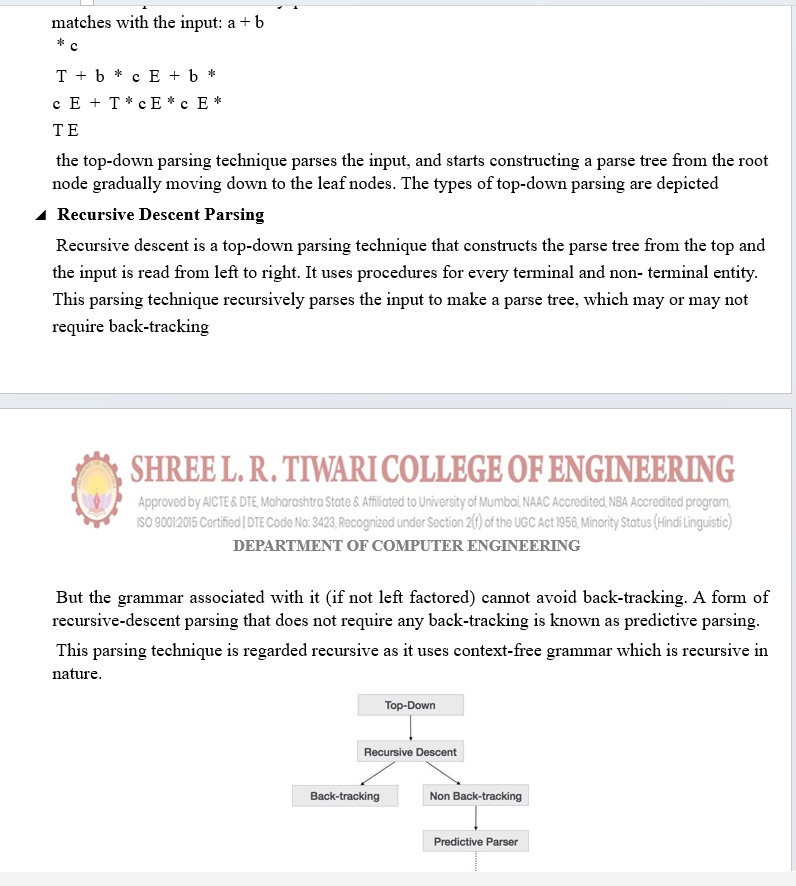 matches with the input: a + b
* c
T + b * c E + b *
c E + T * c E * c E *
T E
the top-down parsing technique parses the input, and starts constructing a parse tree from the root
node gradually moving down to the leaf nodes. The types of top-down parsing are depicted
Recursive Descent Parsing
Recursive descent is a top-down parsing technique that constructs the parse tree from the top and
the input is read from left to right. It uses procedures for every terminal and non- terminal entity.
This parsing technique recursively parses the input to make a parse tree, which may or may not
require back-tracking
SHREE L. R. TIWARI COLLEGE OF ENGINEERING
Approved by AICTE & DTE, Maharashtra State & Affiliated to University of Mumbai, NAAC Accredited, NBA Accredited program,
ISO 9001:2015 Certified | DTE Code No: 3423, Recognized under Section 2(f) of the UGC Act 1956, Minority Status (Hindi Linguistic)
DEPARTMENT OF COMPUTER ENGINEERING
But the grammar associated with it (if not left factored) cannot avoid back-tracking. A form of
recursive-descent parsing that does not require any back-tracking is known as predictive parsing.
This parsing technique is regarded recursive as it uses context-free grammar which is recursive in
nature.
Top-Down
Recursive Descent
Back-tracking
Non Back-tracking
Predictive Parser